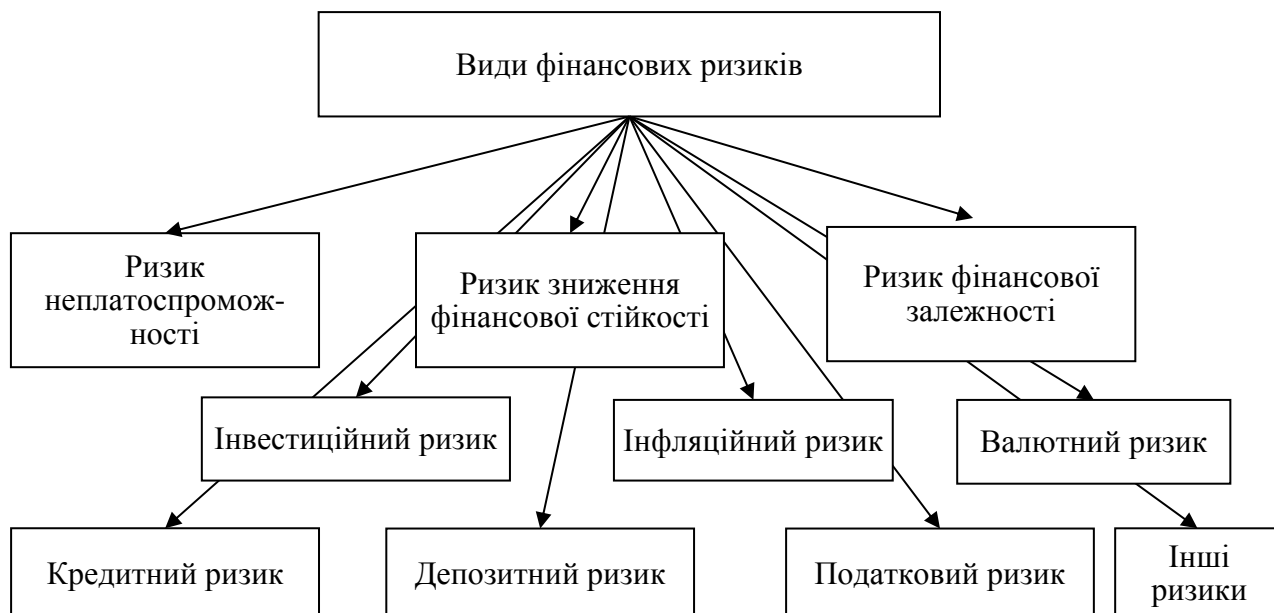 Види фінансових ризиків
Ризик
неплатоспромож-
ності
Ризик зниження
фінансової стійкості
Ризик фінансової
залежності
Інвестиційний ризик
Інфляційний ризик
Валютний ризик
Кредитний ризик
Депозитний ризик
Податковий ризик
Інші
ризики